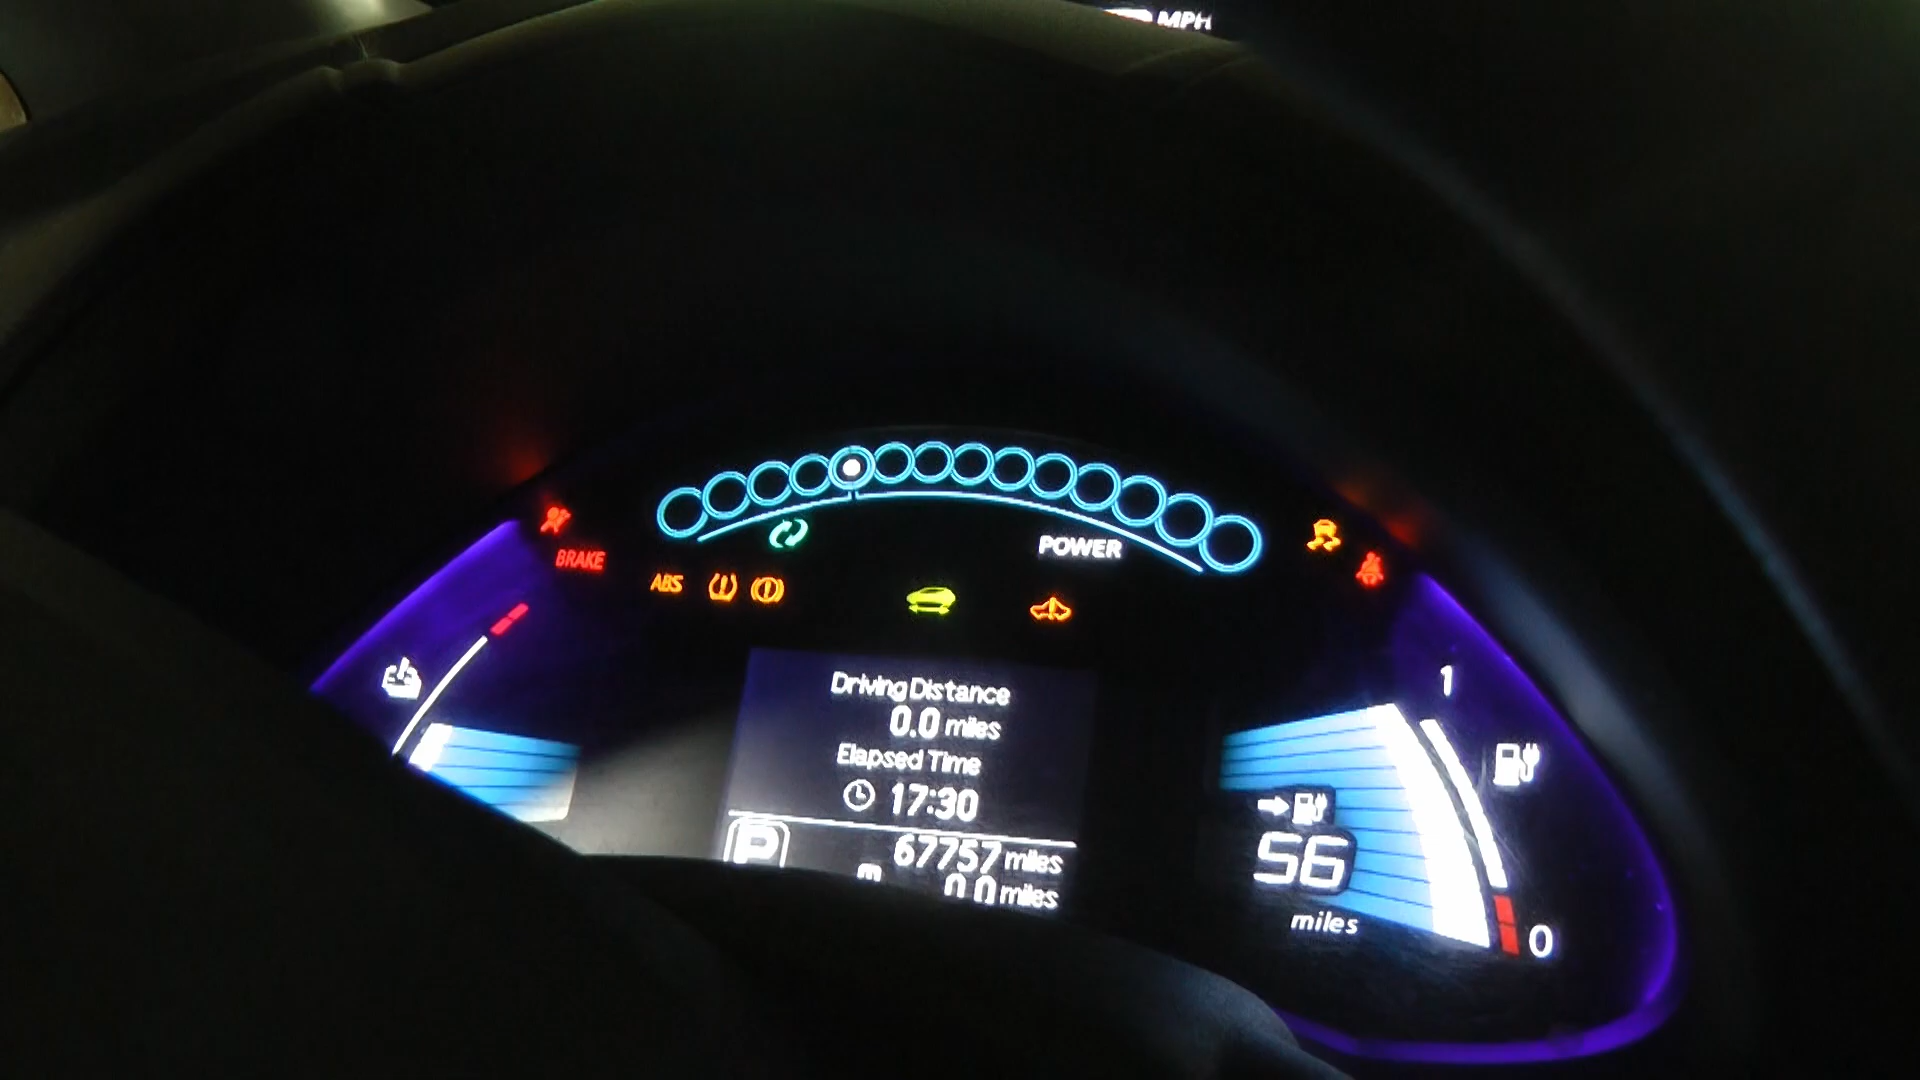 MPH
POWER
BRAKE
ABS
Driving Distance
0.0 miles
Elapsed Time
17:30
P
67757 miles
0.0 miles
1
56
miles
0